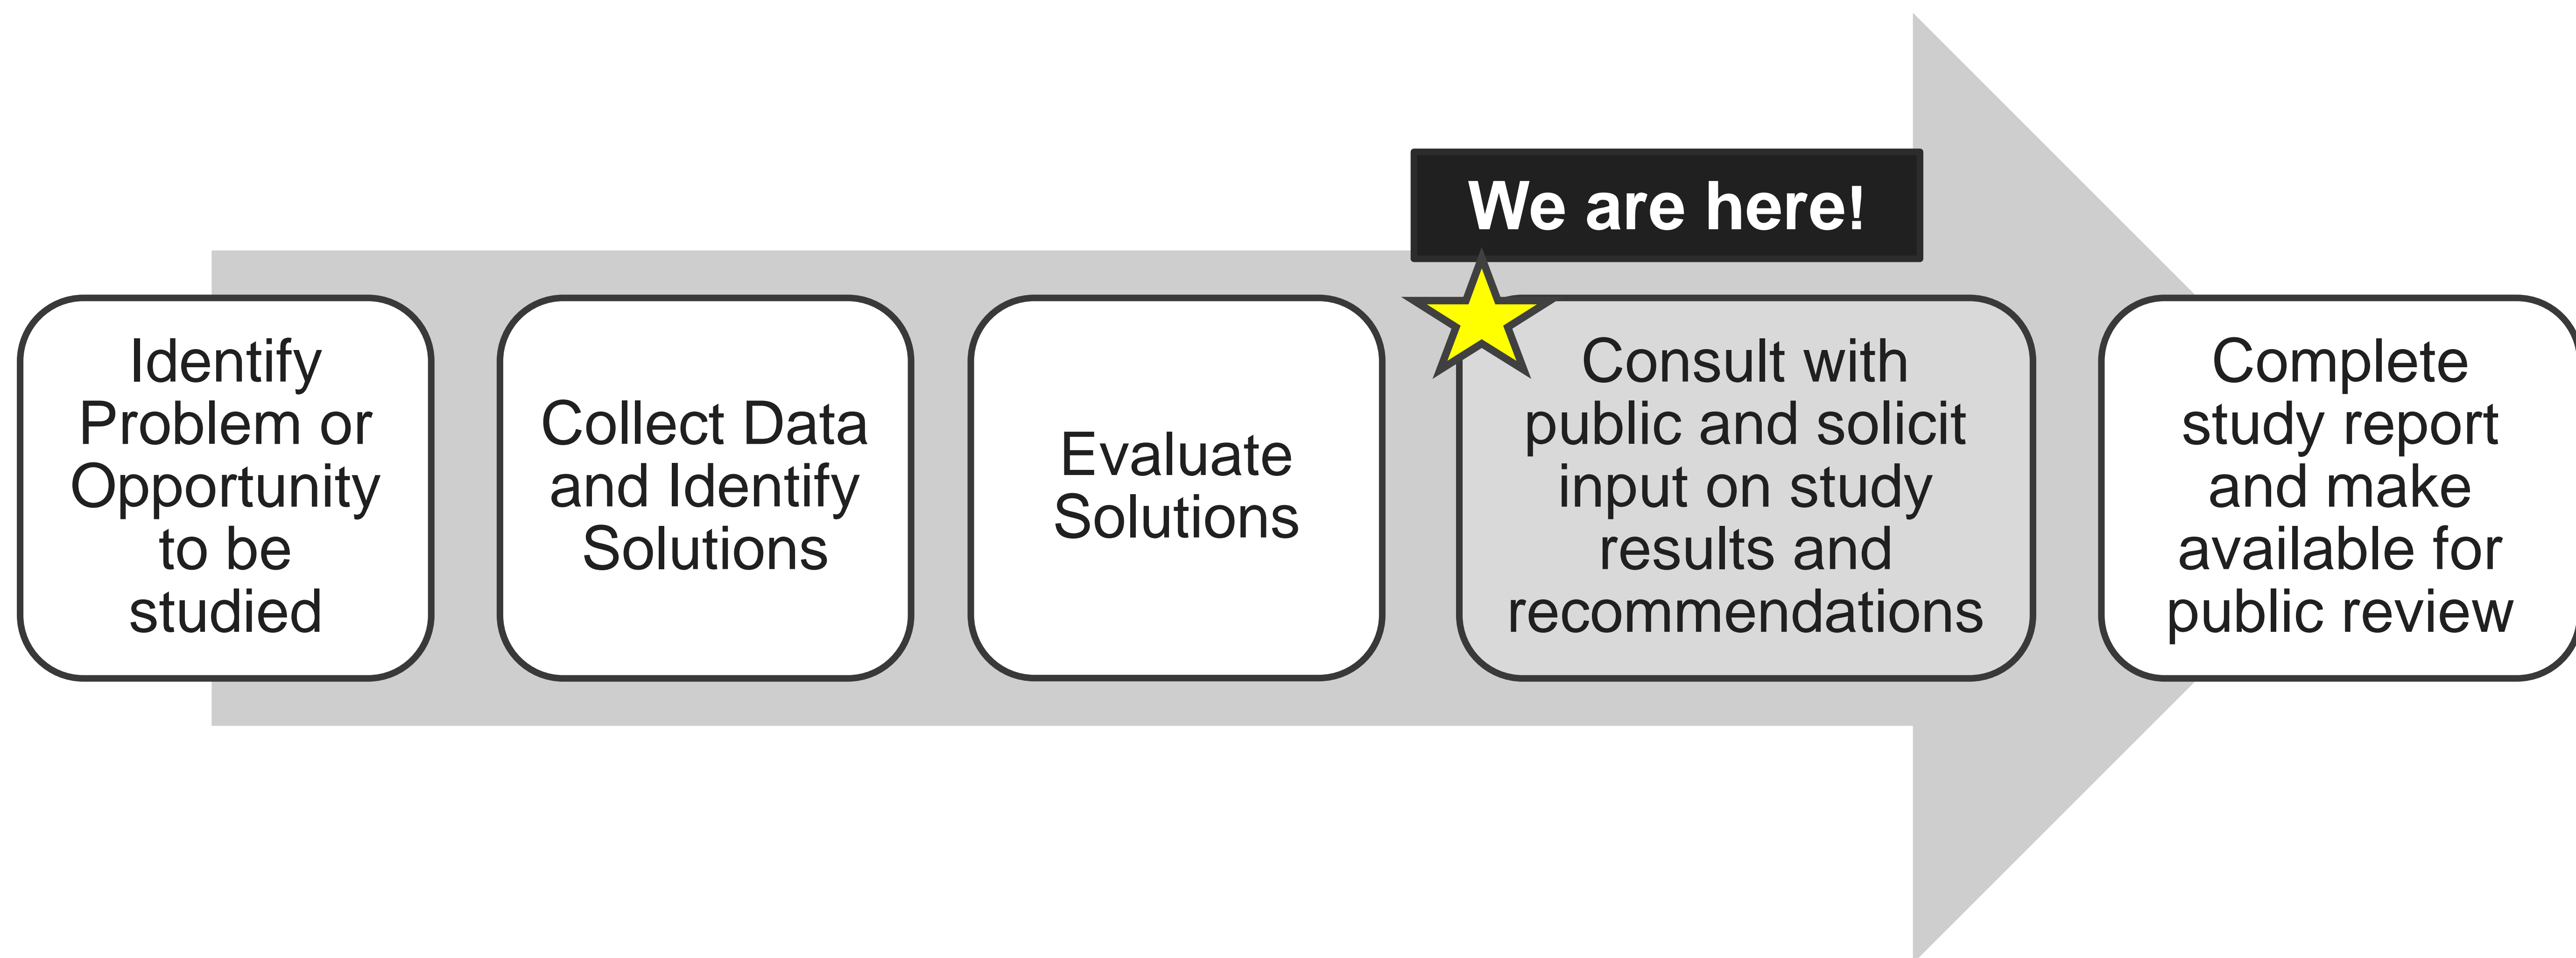 We are here!
Identify
Problem or
Opportunity
to be
studied
Collect Data
and Identify
Solutions
Evaluate
Solutions
Consult with
public and solicit
input on study
results and
recommendations
Complete
study report
and make
available for
public review